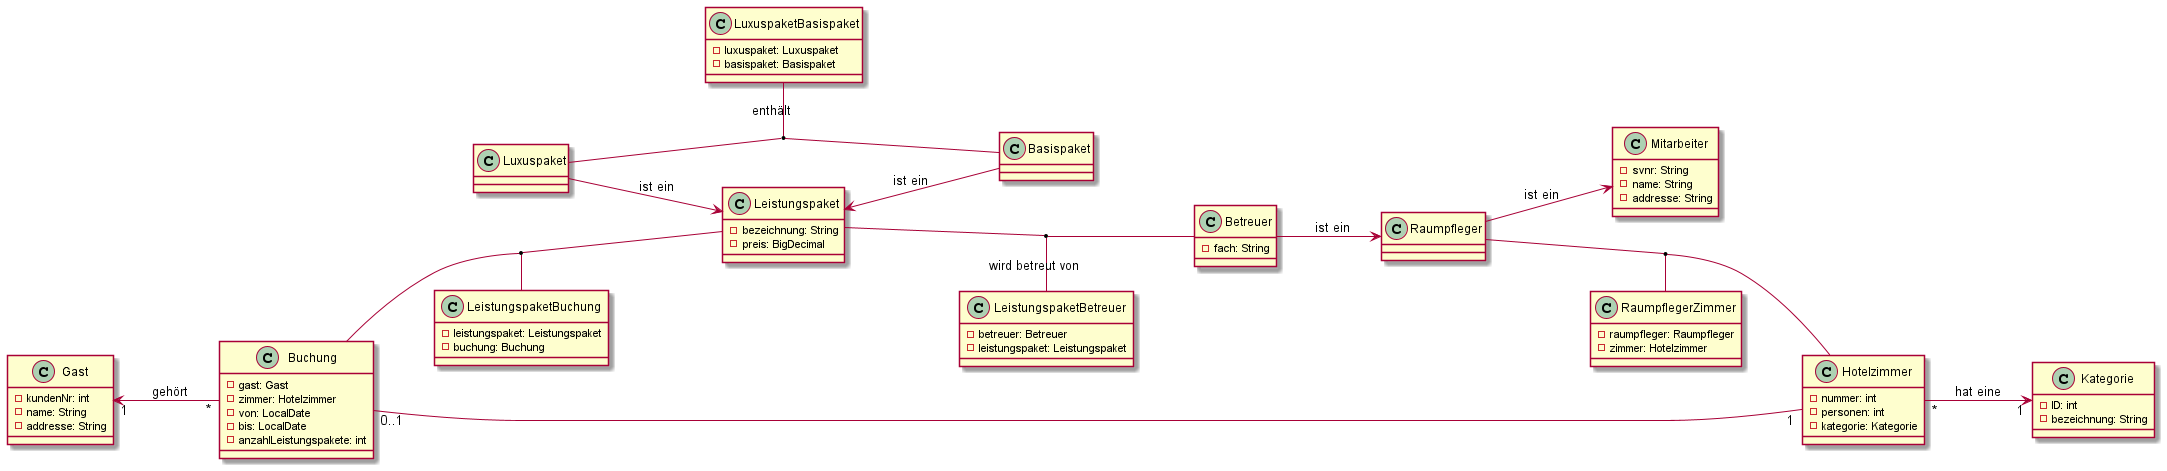 C LuxuspaketBasispaket
luxuspaket: Luxuspaket
basispaket: Basispaket
enthält
C Luxuspaket
C Basispaket
ist ein
ist ein
C Leistungspaket
bezeichnung: String
preis: BigDecimal
C Betreuer
fach: String
ist ein
C Raumpfleger
ist ein
C Mitarbeiter
svnr: String
name: String
addresse: String
wird betreut von
C LeistungspaketBuchung
leistungspaket: Leistungspaket
buchung: Buchung
C LeistungspaketBetreuer
betreuer: Betreuer
leistungspaket: Leistungspaket
C RaumpflegerZimmer
raumpfleger: Raumpfleger
zimmer: Hotelzimmer
C Gast
kundenNr: int
name: String
addresse: String
gehört
1
*
C Buchung
gast: Gast
zimmer: Hotelzimmer
von: LocalDate
bis: LocalDate
anzahlLeistungspakete: int
0..1
1
C Hotelzimmer
nummer: int
personen: int
kategorie: Kategorie
hat eine
*
1
C Kategorie
ID: int
bezeichnung: String